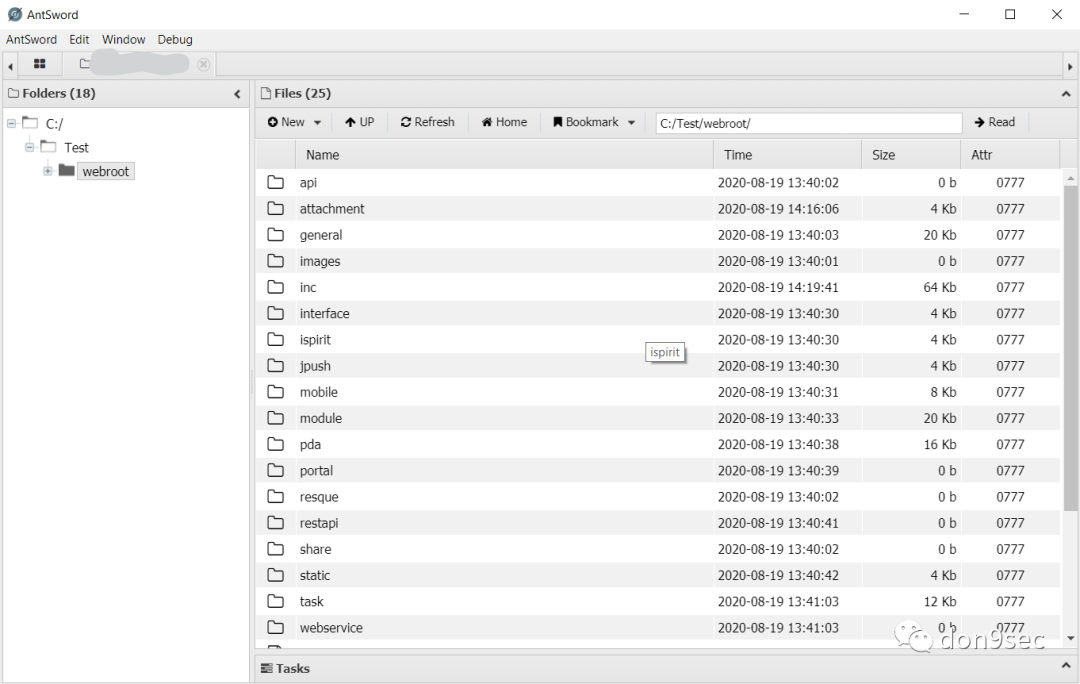 AntSword
AntSword Edit Window Debug
Folders (18)
C:/
Test
webroot
Files (25)
New UP Refresh Home Bookmark C:/Test/webroot/ Read
Name Time Size Attr
api 2020-08-19 13:40:02 0 b 0777
attachment 2020-08-19 14:16:06 4 Kb 0777
general 2020-08-19 13:40:03 20 Kb 0777
images 2020-08-19 13:40:01 0 b 0777
inc 2020-08-19 14:19:41 64 Kb 0777
interface 2020-08-19 13:40:30 4 Kb 0777
ispirit 2020-08-19 13:40:30 4 Kb 0777
ispirit
jpush 2020-08-19 13:40:30 4 Kb 0777
mobile 2020-08-19 13:40:31 8 Kb 0777
module 2020-08-19 13:40:33 20 Kb 0777
pda 2020-08-19 13:40:38 16 Kb 0777
portal 2020-08-19 13:40:39 0 b 0777
resque 2020-08-19 13:40:02 0 b 0777
restapi 2020-08-19 13:40:41 0 b 0777
share 2020-08-19 13:40:02 0 b 0777
static 2020-08-19 13:40:42 4 Kb 0777
task 2020-08-19 13:41:03 12 Kb 0777
webservice 2020-08-19 13:41:03 0 b 0777
don9sec
Tasks